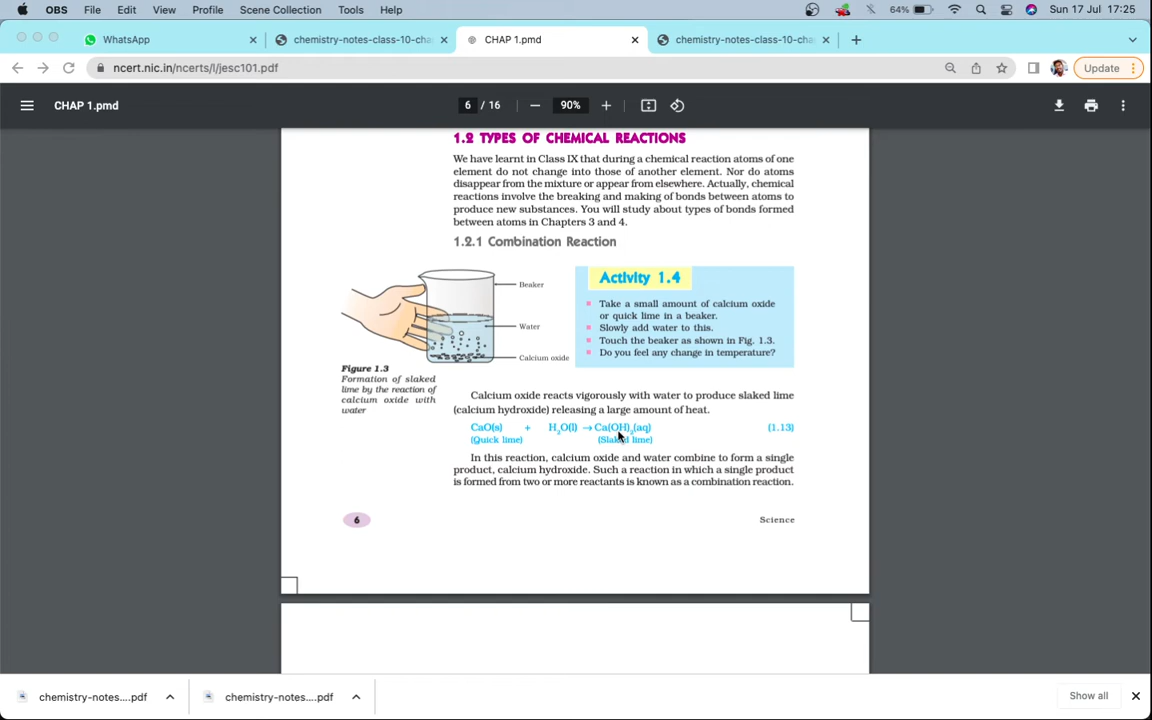 OBS File Edit View Profile Scene Collection Tools Help 64% Sun 17 Jul 17:25
WhatsApp chemistry-notes-class-10-cha CHAP 1.pmd chemistry-notes-class-10-cha
ncert.nic.in/ncerts/l/jesc101.pdf Update
CHAP 1.pmd 6 / 16 90%
1.2 TYPES OF CHEMICAL REACTIONS
We have learnt in Class IX that during a chemical reaction atoms of one
element do not change into those of another element. Nor do atoms
disappear from the mixture or appear from elsewhere. Actually, chemical
reactions involve the breaking and making of bonds between atoms to
produce new substances. You will study about types of bonds formed
between atoms in Chapters 3 and 4.
1.2.1 Combination Reaction
Beaker
Water
Calcium oxide
Figure 1.3
Formation of slaked
lime by the reaction of
calcium oxide with
water
Activity 1.4
Take a small amount of calcium oxide
or quick lime in a beaker.
Slowly add water to this.
Touch the beaker as shown in Fig. 1.3.
Do you feel any change in temperature?
Calcium oxide reacts vigorously with water to produce slaked lime
(calcium hydroxide) releasing a large amount of heat.
CaO(s) + H₂O(l) → Ca(OH)₂(aq) (1.13)
(Quick lime) (Slaked lime)
In this reaction, calcium oxide and water combine to form a single
product, calcium hydroxide. Such a reaction in which a single product
is formed from two or more reactants is known as a combination reaction.
6 Science
chemistry-notes....pdf chemistry-notes....pdf Show all